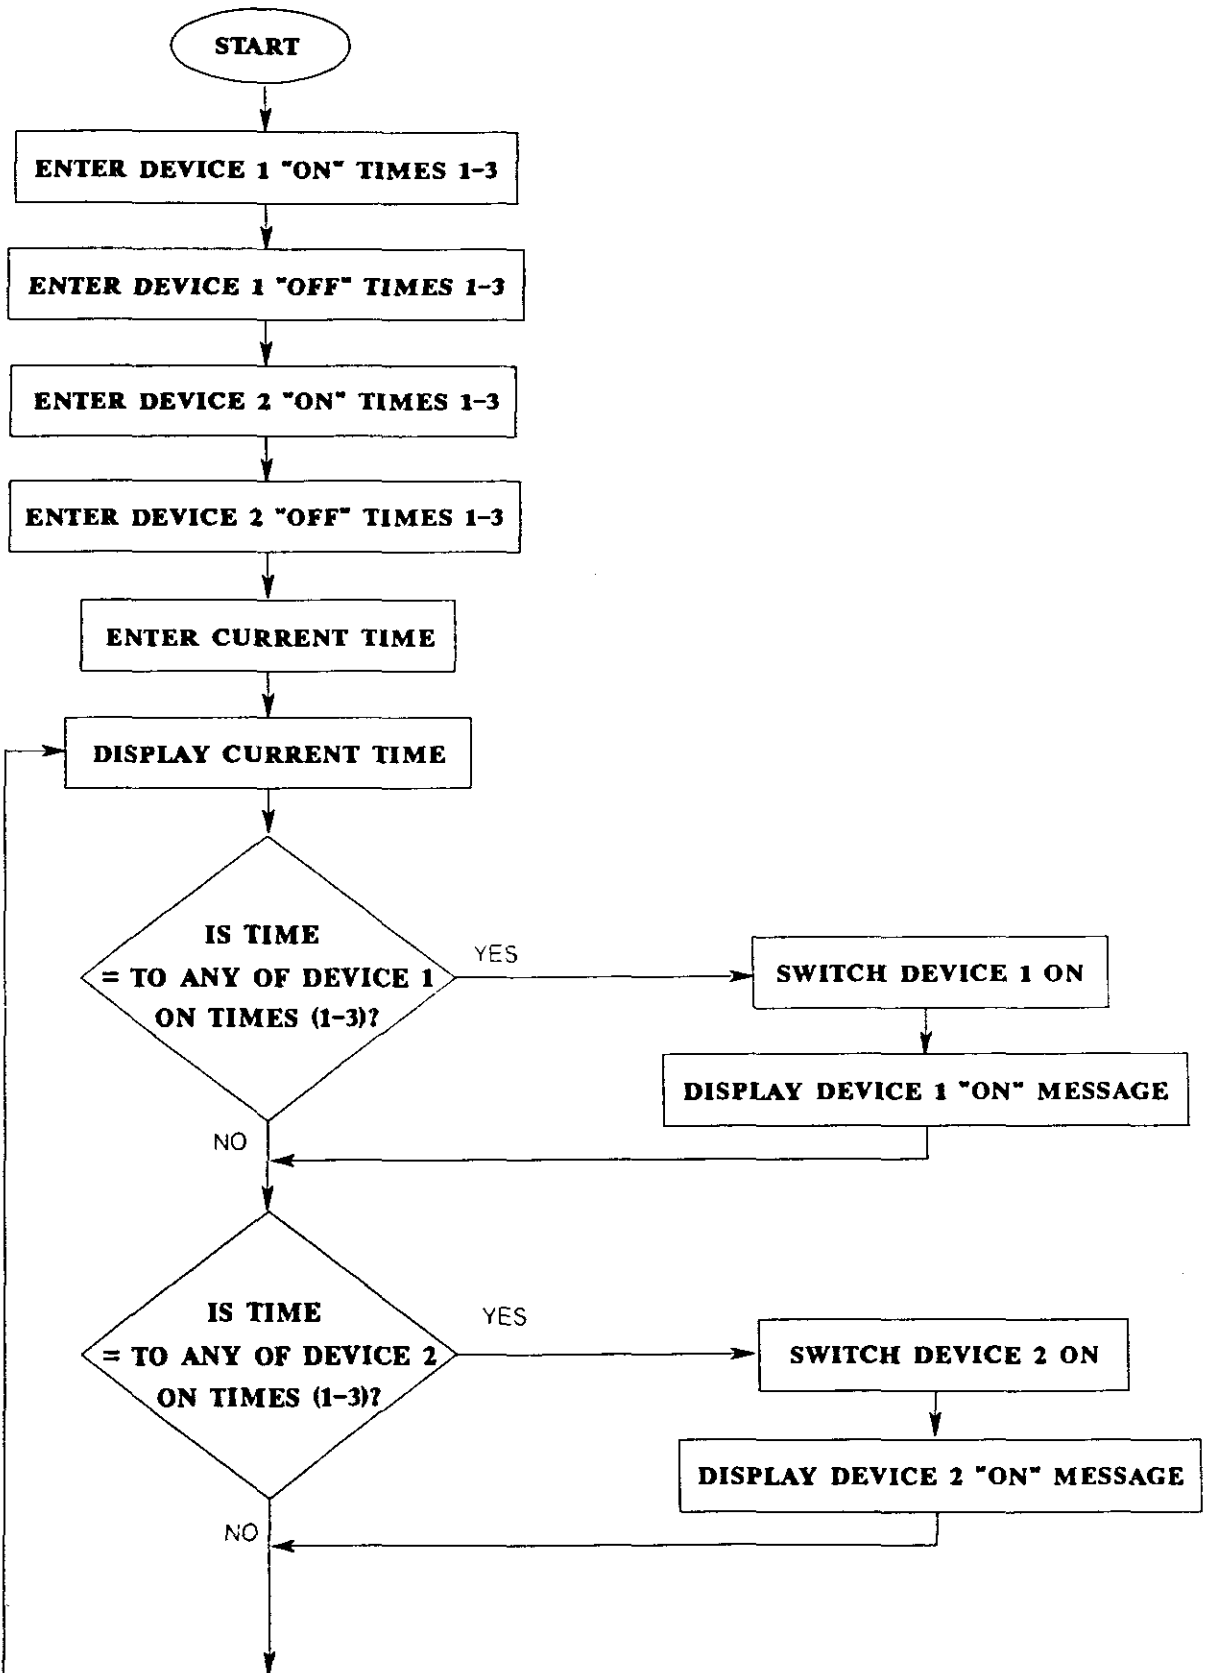 START
ENTER DEVICE 1 "ON" TIMES 1-3
ENTER DEVICE 1 "OFF" TIMES 1-3
ENTER DEVICE 2 "ON" TIMES 1-3
ENTER DEVICE 2 "OFF" TIMES 1-3
ENTER CURRENT TIME
DISPLAY CURRENT TIME
IS TIME
= TO ANY OF DEVICE 1
ON TIMES (1-3)?
YES
SWITCH DEVICE 1 ON
DISPLAY DEVICE 1 "ON" MESSAGE
NO
IS TIME
= TO ANY OF DEVICE 2
ON TIMES (1-3)?
YES
SWITCH DEVICE 2 ON
DISPLAY DEVICE 2 "ON" MESSAGE
NO